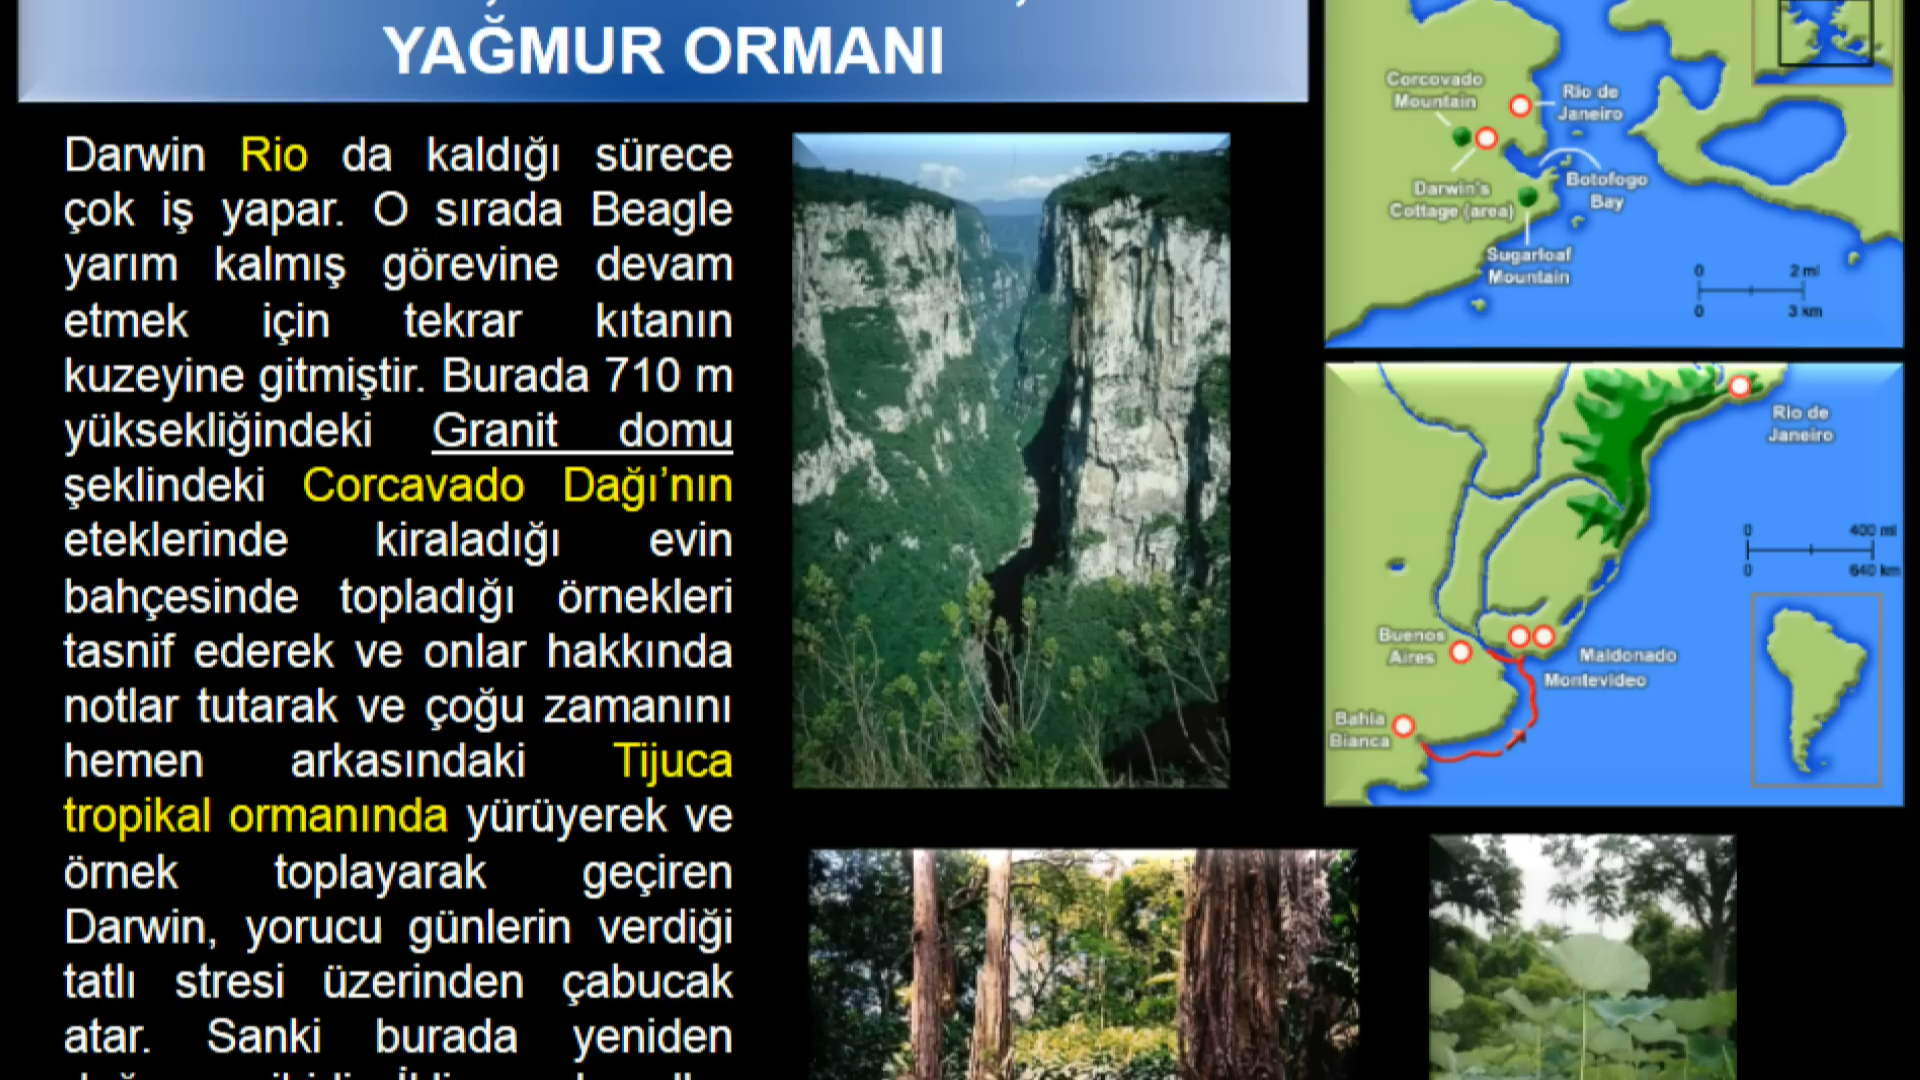 YAĞMUR ORMANI
Darwin Rio da kaldığı sürece
çok iş yapar. O sırada Beagle
yarım kalmış görevine devam
etmek için tekrar kıtanın
kuzeyine gitmiştir. Burada 710 m
yüksekliğindeki Granit domu
şeklindeki Corcavado Dağı’nın
eteklerinde kiraladığı evin
bahçesinde topladığı örnekleri
tasnif ederek ve onlar hakkında
notlar tutarak ve çoğu zamanını
hemen arkasındaki Tijuca
tropikal ormanında yürüyerek ve
örnek toplayarak geçiren
Darwin, yorucu günlerin verdiği
tatlı stresi üzerinden çabucak
atar. Sanki burada yeniden
Corcovado
Mountain
Rio de
Janeiro
Darwin's
Cottage (area)
Botofogo
Bay
Sugarloaf
Mountain
0 2 mi
0 3 km
Rio de
Janeiro
0 400 mi
0 640 km
Buenos
Aires
Maldonado
Montevideo
Bahia
Bianca